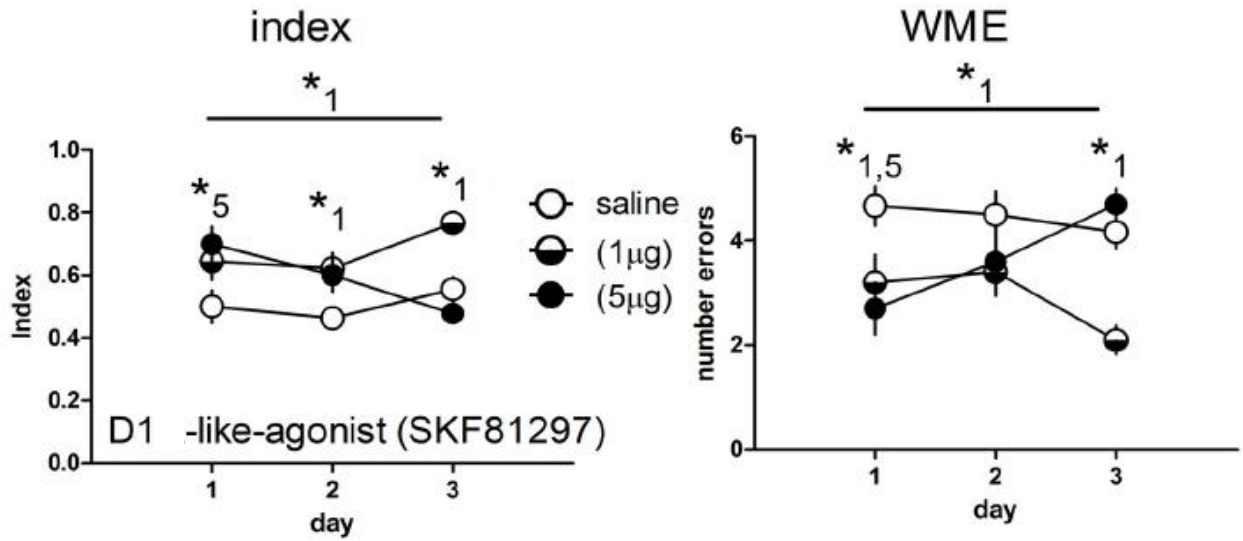 index
*1
1.0
0.8
0.6
0.4
0.2
0.0
Index
*5
*1
*1
saline
(1µg)
(5µg)
D1 -like-agonist (SKF81297)
1 2 3
day
WME
*1
6
4
2
0
number errors
*1,5
*1
1 2 3
day